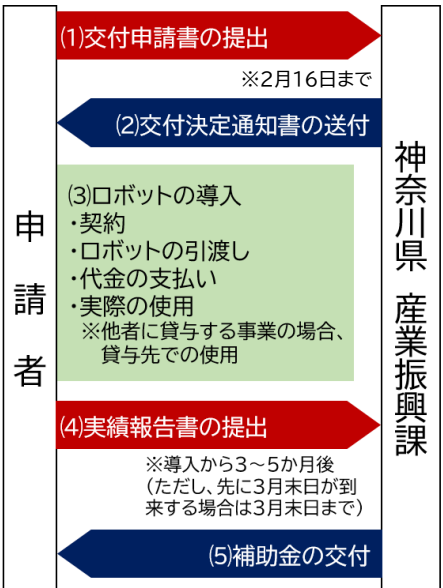 ⑴交付申請書の提出
※2月16日まで
⑵交付決定通知書の送付
⑶ロボットの導入
・契約
・ロボットの引渡し
・代金の支払い
・実際の使用
※他者に貸与する事業の場合、
貸与先での使用
⑷実績報告書の提出
※導入から3～5か月後
（ただし、先に3月末日が到
来する場合は3月末日まで）
⑸補助金の交付
申請者
神奈川県 産業振興課